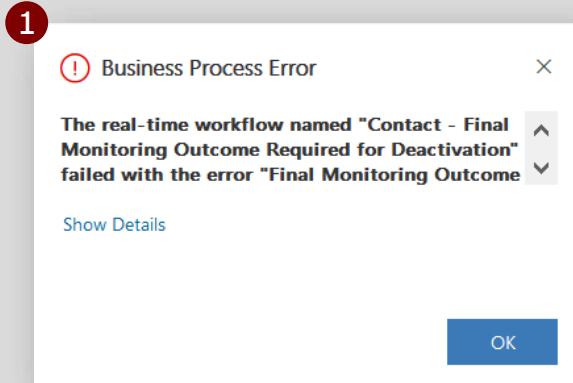 1
Business Process Error
The real-time workflow named "Contact - Final
Monitoring Outcome Required for Deactivation"
failed with the error "Final Monitoring Outcome
Show Details
OK